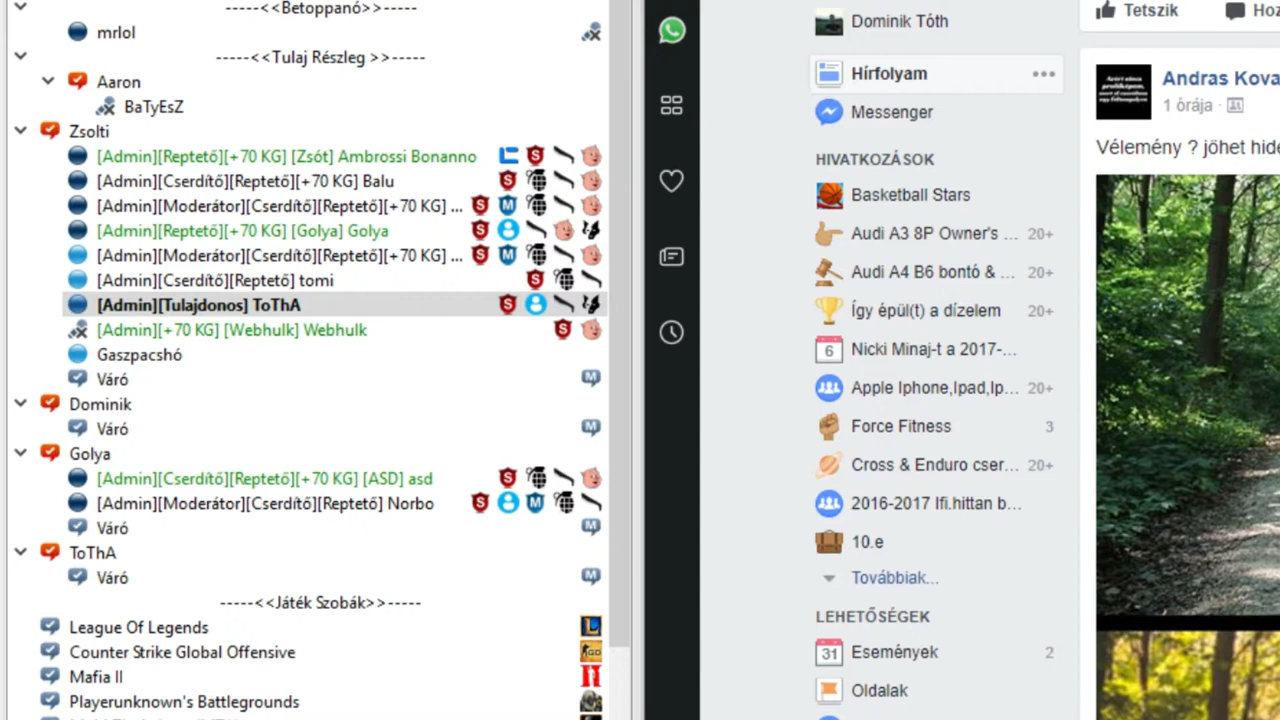 -----<<Betoppanó>>-----
mrlol
-----<<Tulaj Részleg >>-----
Aaron
BaTyEsZ
Zsolti
[Admin][Reptető][+70 KG] [Zsót] Ambrossi Bonanno
[Admin][Cserdítő][Reptető][+70 KG] Balu
[Admin][Moderátor][Cserdítő][Reptető][+70 KG] ...
[Admin][Reptető][+70 KG] [Golya] Golya
[Admin][Moderátor][Cserdítő][Reptető][+70 KG] ...
[Admin][Cserdítő][Reptető] tomi
[Admin][Tulajdonos] ToThA
[Admin][+70 KG] [Webhulk] Webhulk
Gaszpacshó
Váró
Dominik
Váró
Golya
[Admin][Cserdítő][Reptető][+70 KG] [ASD] asd
[Admin][Moderátor][Cserdítő][Reptető] Norbo
Váró
ToThA
Váró
-----<<Játék Szobák>>-----
League Of Legends
Counter Strike Global Offensive
Mafia II
Playerunknown's Battlegrounds
Dominik Tóth
Hírfolyam
Messenger
HIVATKOZÁSOK
Basketball Stars
Audi A3 8P Owner's ... 20+
Audi A4 B6 bontó & ... 20+
Így épül(t) a dízelem 20+
6 Nicki Minaj-t a 2017-...
Apple Iphone,Ipad,Ip... 20+
Force Fitness 3
Cross & Enduro cser... 20+
2016-2017 Ifi.hittan b...
10.e
Továbbiak...
LEHETŐSÉGEK
31 Események 2
Oldalak
Tetszik Hoz
Andras Kova
1 órája
Vélemény ? jöhet hide